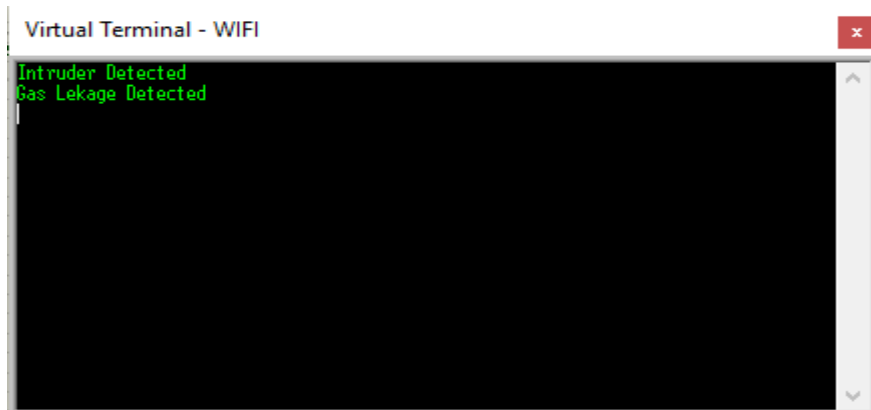 Virtual Terminal - WIFI
x
Intruder Detected
Gas Lekage Detected